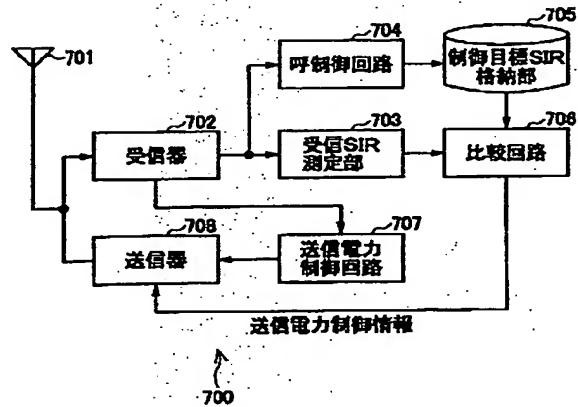 701
704
呼制御回路
705
制御目標SIR
格納部
702
受信器
703
受信SIR
測定部
706
比較回路
708
送信器
707
送信電力
制御回路
送信電力制御情報
700